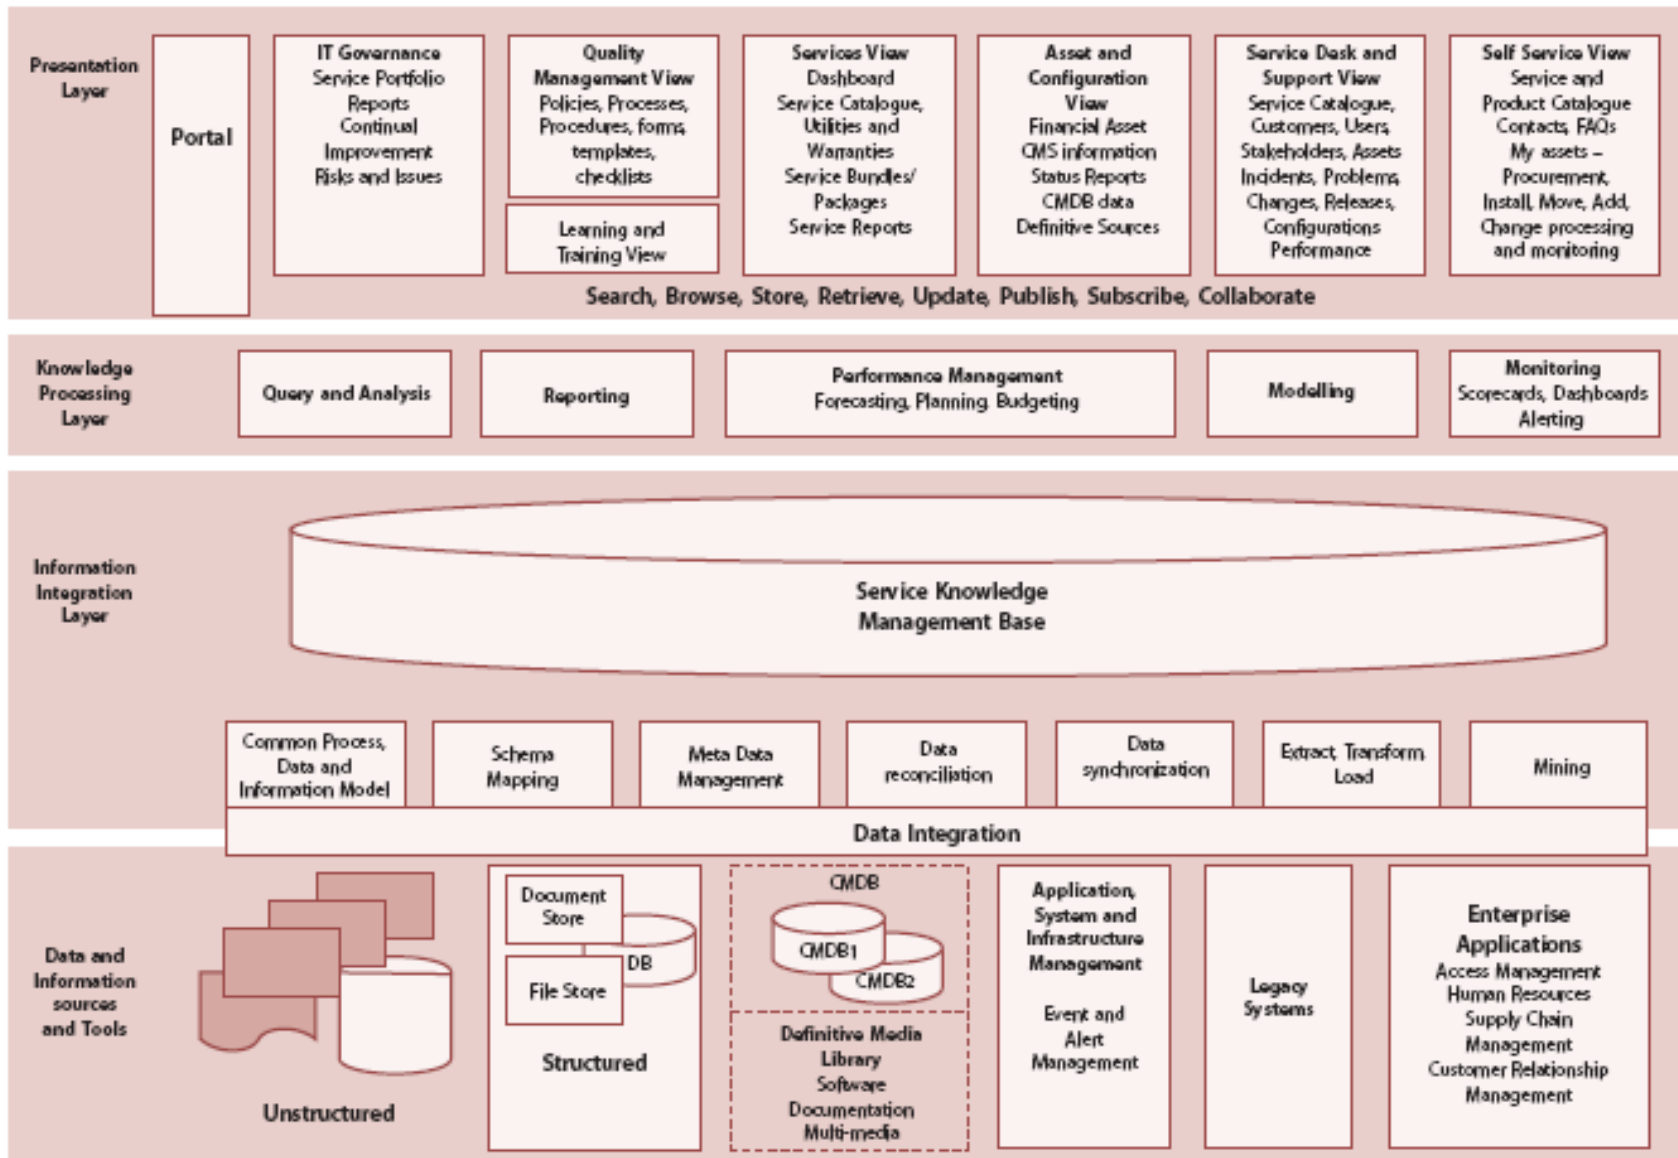 Presentation
Layer
Portal
IT Governance
Service Portfolio
Reports
Continual
Improvement
Risks and Issues
Quality
Management View
Policies, Processes,
Procedures, forms,
templates,
checklists
Learning and
Training View
Services View
Dashboard
Service Catalogue,
Utilities and
Warranties
Service Bundles/
Packages
Service Reports
Asset and
Configuration
View
Financial Asset
CMS information
Status Reports
CMDB data
Definitive Sources
Service Desk and
Support View
Service Catalogue,
Customers, Users,
Stakeholders, Assets
Incidents, Problems,
Changes, Releases,
Configurations
Performance
Self Service View
Service and
Product Catalogue
Contacts, FAQs
My assets –
Procurement,
Install, Move, Add,
Change processing
and monitoring
Search, Browse, Store, Retrieve, Update, Publish, Subscribe, Collaborate
Knowledge
Processing
Layer
Query and Analysis
Reporting
Performance Management
Forecasting, Planning, Budgeting
Modelling
Monitoring
Scorecards, Dashboards
Alerting
Information
Integration
Layer
Service Knowledge
Management Base
Common Process,
Data and
Information Model
Schema
Mapping
Meta Data
Management
Data
reconciliation
Data
synchronization
Extract, Transform,
Load
Mining
Data Integration
Data and
Information
sources
and Tools
Unstructured
Document
Store
DB
File Store
Structured
CMDB
CMDB1
CMDB2
Definitive Media
Library
Software
Documentation
Multi-media
Application,
System and
Infrastructure
Management
Event and
Alert
Management
Legacy
Systems
Enterprise
Applications
Access Management
Human Resources
Supply Chain
Management
Customer Relationship
Management